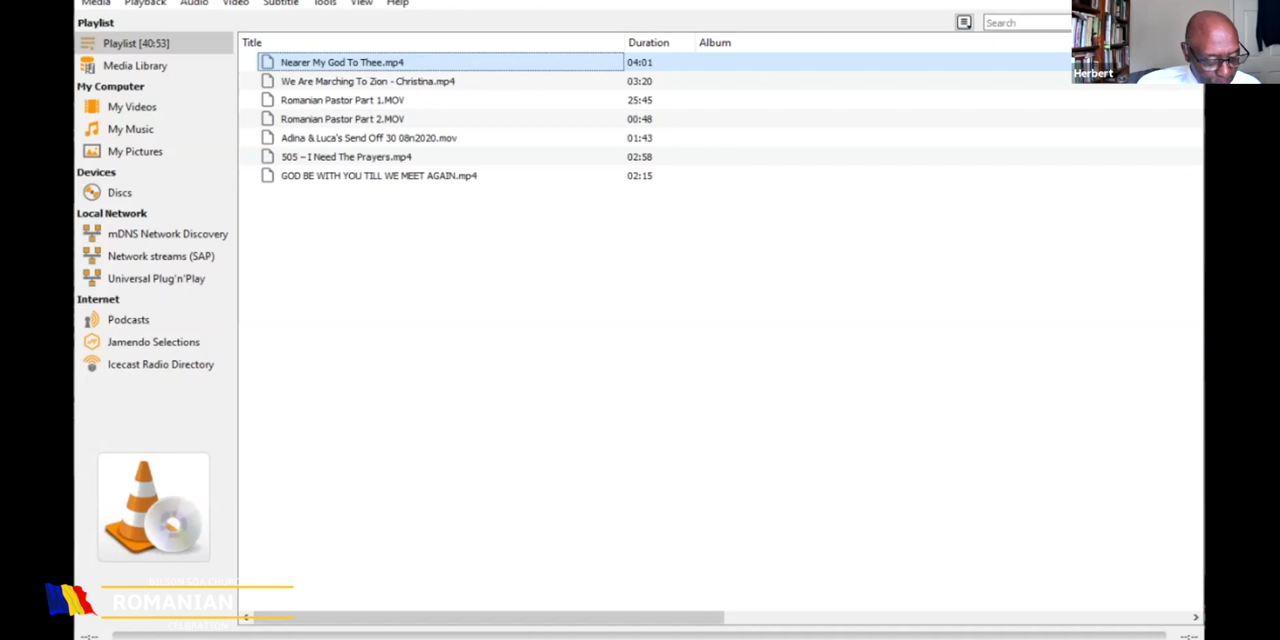 Media Playback Audio Video Subtitle Tools View Help
Playlist
Search
Playlist [40:53]
Media Library
My Computer
My Videos
My Music
My Pictures
Devices
Discs
Local Network
mDNS Network Discovery
Network streams (SAP)
Universal Plug'n'Play
Internet
Podcasts
Jamendo Selections
Icecast Radio Directory
Title Duration Album
Nearer My God To Thee.mp4 04:01
We Are Marching To Zion - Christina.mp4 03:20
Romanian Pastor Part 1.MOV 25:45
Romanian Pastor Part 2.MOV 00:48
Adina & Luca's Send Off 30 08n2020.mov 01:43
505 – I Need The Prayers.mp4 02:58
GOD BE WITH YOU TILL WE MEET AGAIN.mp4 02:15
Herbert
ROMANIAN
CELEBRATION
--:-- --:--